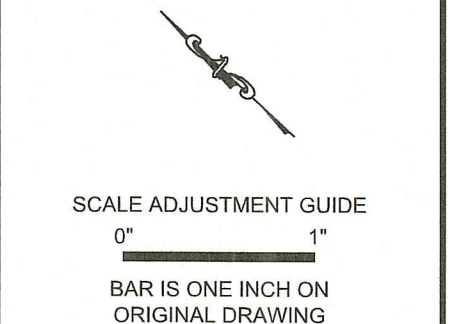 SCALE ADJUSTMENT GUIDE
0" 1"
BAR IS ONE INCH ON
ORIGINAL DRAWING